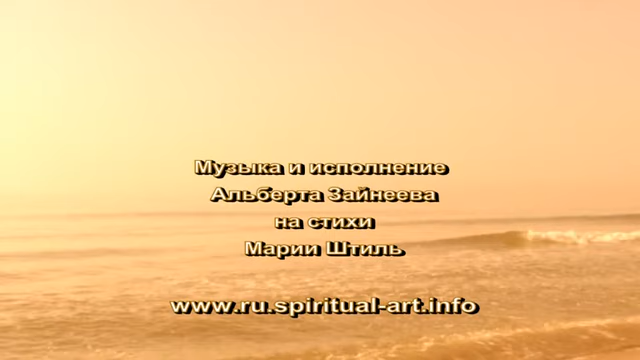 Музыка и исполнение
Альберта Зайнеева
на стихи
Марии Штиль
www.ru.spiritual-art.info